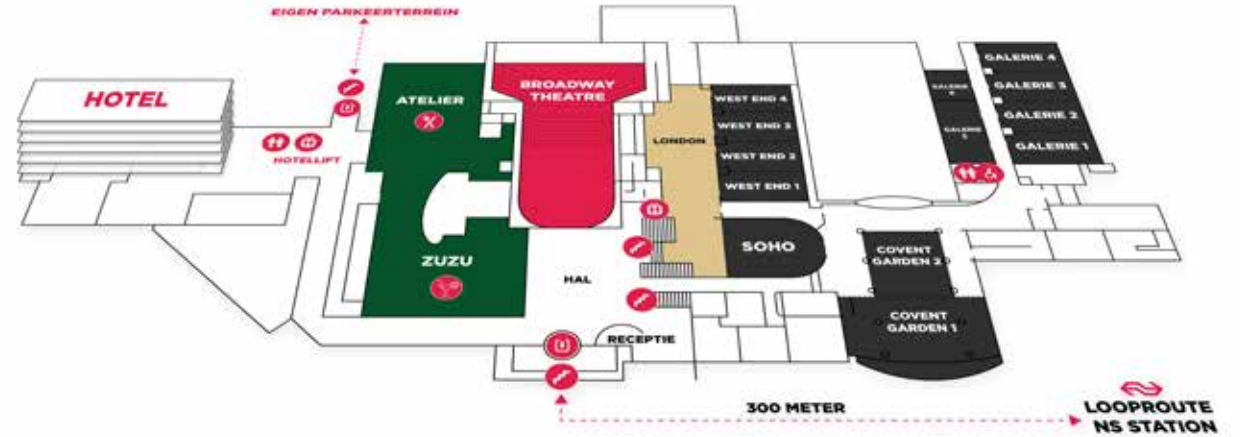 EIGEN PARKEERTERREIN
HOTEL
HOTELLIFT
ATELIER
ZUZU
BROADWAY
THEATRE
LONDON
WEST END 4
WEST END 3
WEST END 2
WEST END 1
SOHO
HAL
RECEPTIE
GALERIE 4
GALERIE 3
GALERIE 2
GALERIE 1
GALERIE
GALERIE
COVENT
GARDEN 2
COVENT
GARDEN 1
300 METER
LOOPROUTE
NS STATION